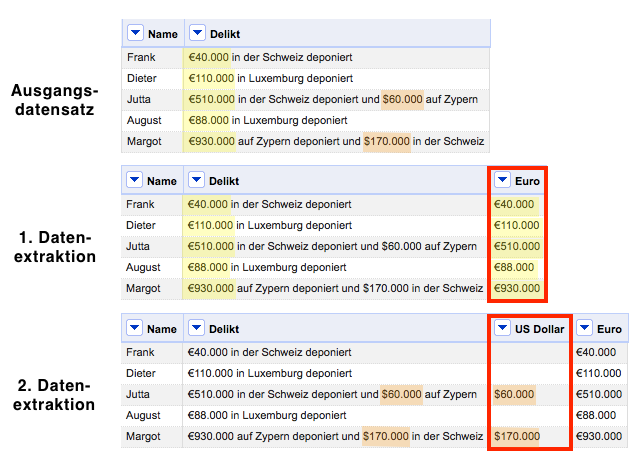 Name Delikt
Frank €40.000 in der Schweiz deponiert
Dieter €110.000 in Luxemburg deponiert
Ausgangs-
datensatz
Jutta €510.000 in der Schweiz deponiert und $60.000 auf Zypern
August €88.000 in Luxemburg deponiert
Margot €930.000 auf Zypern deponiert und $170.000 in der Schweiz
Name Delikt Euro
Frank €40.000 in der Schweiz deponiert €40.000
Dieter €110.000 in Luxemburg deponiert €110.000
1. Daten-
extraktion
Jutta €510.000 in der Schweiz deponiert und $60.000 auf Zypern €510.000
August €88.000 in Luxemburg deponiert €88.000
Margot €930.000 auf Zypern deponiert und $170.000 in der Schweiz €930.000
Name Delikt US Dollar Euro
Frank €40.000 in der Schweiz deponiert €40.000
Dieter €110.000 in Luxemburg deponiert €110.000
2. Daten-
extraktion
Jutta €510.000 in der Schweiz deponiert und $60.000 auf Zypern $60.000 €510.000
August €88.000 in Luxemburg deponiert €88.000
Margot €930.000 auf Zypern deponiert und $170.000 in der Schweiz $170.000 €930.000